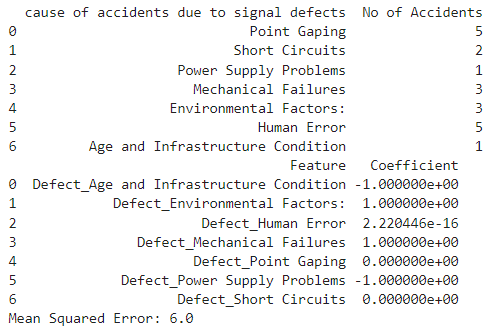 cause of accidents due to signal defects No of Accidents
0 Point Gaping 5
1 Short Circuits 2
2 Power Supply Problems 1
3 Mechanical Failures 3
4 Environmental Factors: 3
5 Human Error 5
6 Age and Infrastructure Condition 1
Feature Coefficient
0 Defect_Age and Infrastructure Condition -1.000000e+00
1 Defect_Environmental Factors: 1.000000e+00
2 Defect_Human Error 2.220446e-16
3 Defect_Mechanical Failures 1.000000e+00
4 Defect_Point Gaping 0.000000e+00
5 Defect_Power Supply Problems -1.000000e+00
6 Defect_Short Circuits 0.000000e+00
Mean Squared Error: 6.0